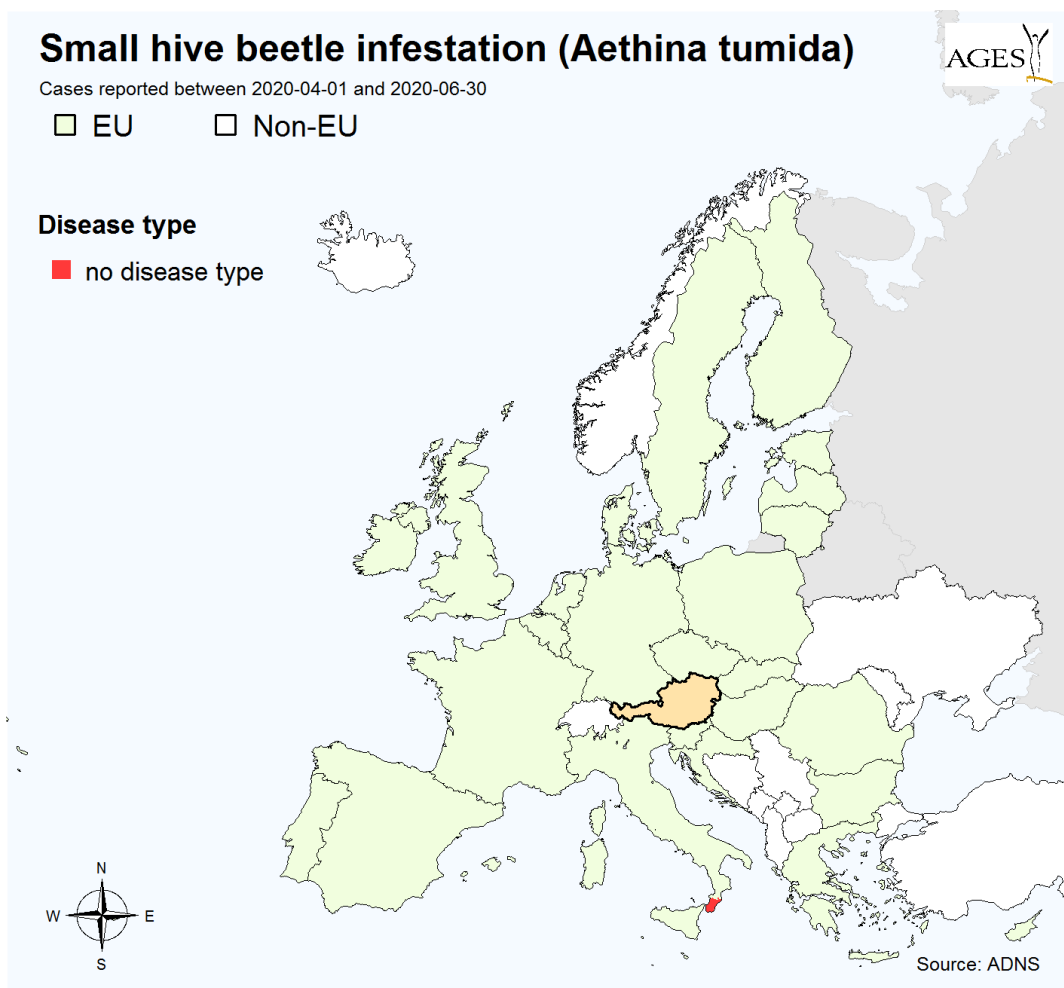 Small hive beetle infestation (Aethina tumida)
AGES
Cases reported between 2020-04-01 and 2020-06-30
EU Non-EU
Disease type
no disease type
N
W E
S
Source: ADNS